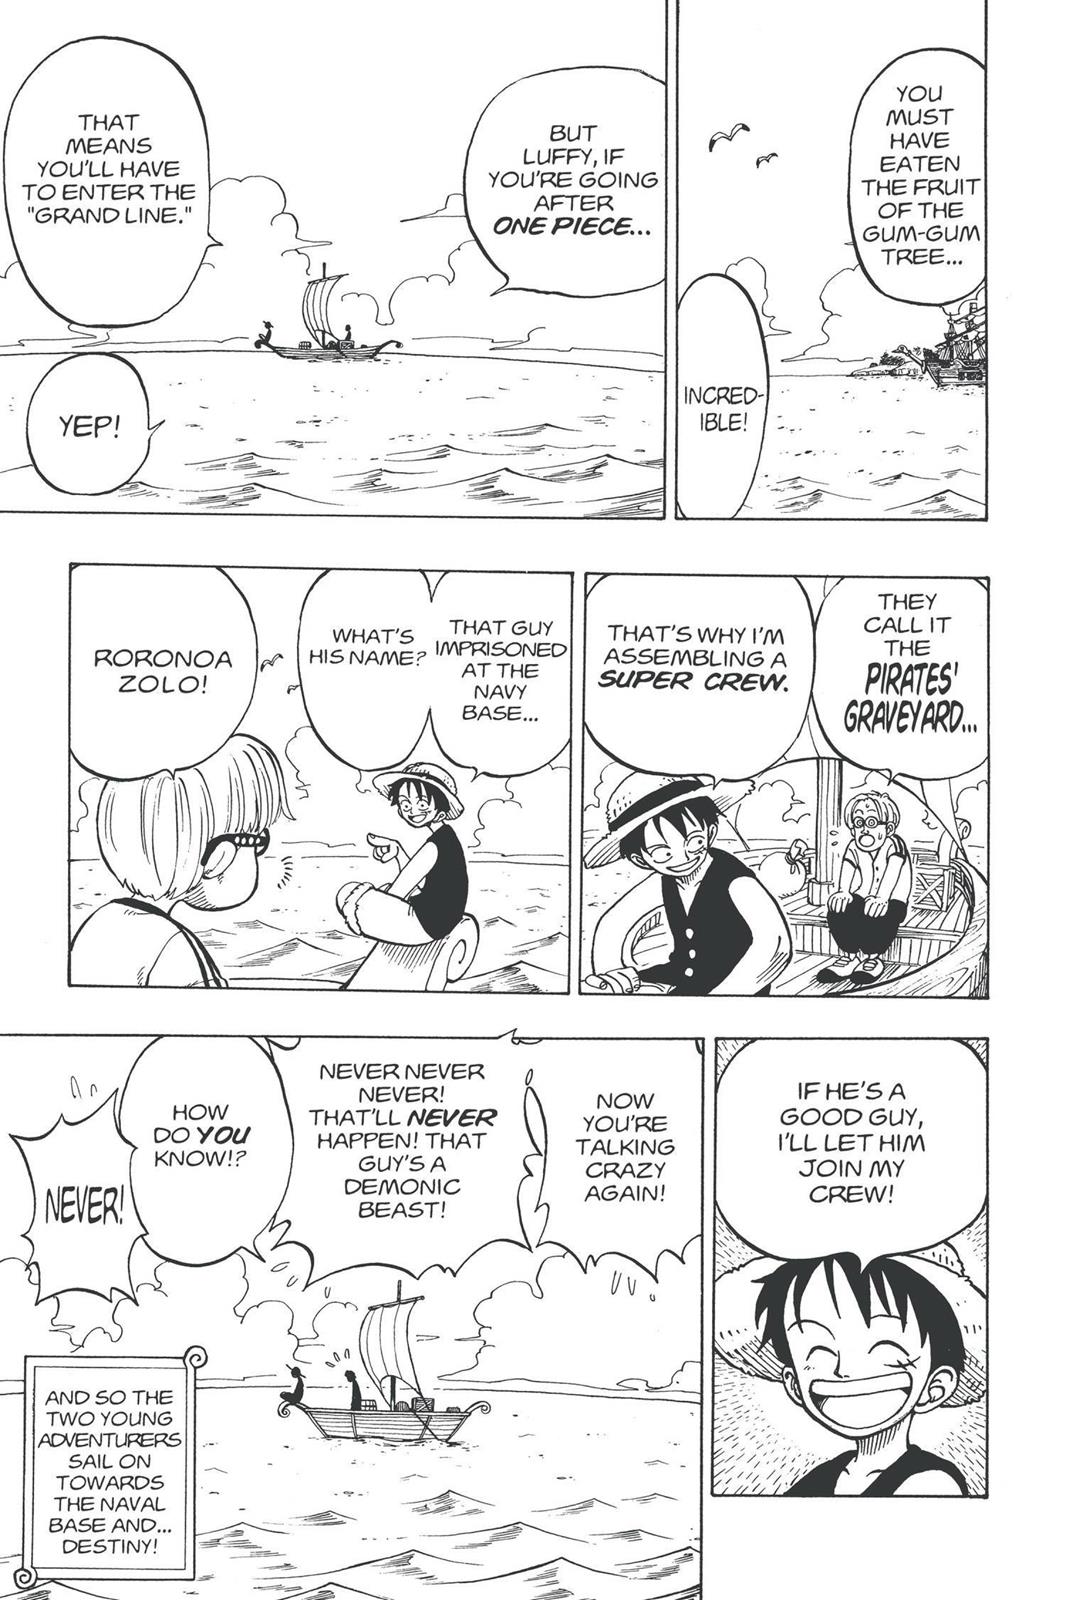 YOU
MUST
HAVE
EATEN
THE FRUIT
OF THE
GUM-GUM
TREE...
INCRED-
IBLE!
BUT
LUFFY, IF
YOU'RE GOING
AFTER
ONE PIECE...
THAT
MEANS
YOU'LL HAVE
TO ENTER THE
"GRAND LINE."
YEP!
THEY
CALL IT
THE
PIRATES'
GRAVEYARD...
THAT'S WHY I'M
ASSEMBLING A
SUPER CREW.
THAT GUY
IMPRISONED
AT THE
NAVY
BASE...
WHAT'S
HIS NAME?
RORONOA
ZOLO!
IF HE'S A
GOOD GUY,
I'LL LET HIM
JOIN MY
CREW!
NOW
YOU'RE
TALKING
CRAZY
AGAIN!
NEVER NEVER
NEVER!
THAT'LL NEVER
HAPPEN! THAT
GUY'S A
DEMONIC
BEAST!
HOW
DO YOU
KNOW!?
NEVER!
AND SO THE
TWO YOUNG
ADVENTURERS
SAIL ON
TOWARDS
THE NAVAL
BASE AND...
DESTINY!